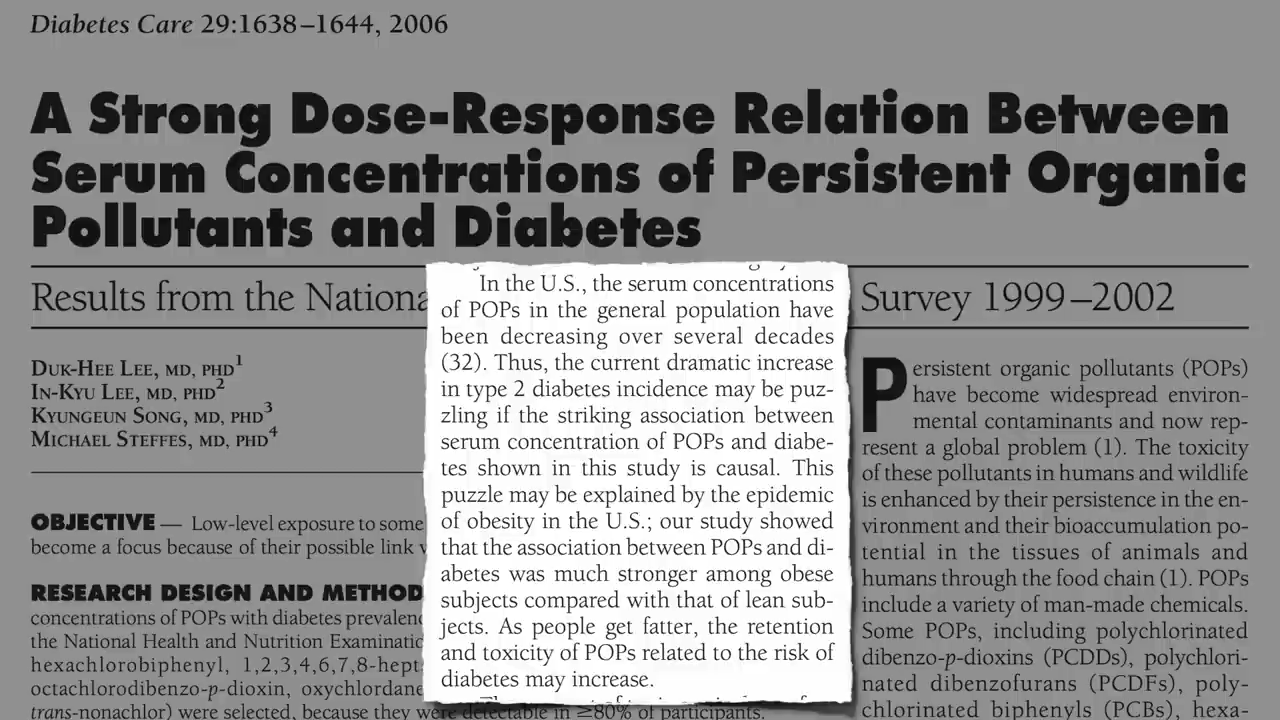 Diabetes Care 29:1638–1644, 2006
A Strong Dose-Response Relation Between
Serum Concentrations of Persistent Organic
Pollutants and Diabetes
Results from the Nationa
Survey 1999–2002
DUK-HEE LEE, MD, PHD1
IN-KYU LEE, MD, PHD2
KYUNGEUN SONG, MD, PHD3
MICHAEL STEFFES, MD, PHD4
OBJECTIVE — Low-level exposure to some
become a focus because of their possible link
RESEARCH DESIGN AND METHOD
concentrations of POPs with diabetes prevalenc
the National Health and Nutrition Examinatio
hexachlorobiphenyl, 1,2,3,4,6,7,8-hept
octachlorodibenzo-p-dioxin, oxychlordane
trans-nonachlor) were selected, because they were detectable in ≥80% of participants.
In the U.S., the serum concentrations
of POPs in the general population have
been decreasing over several decades
(32). Thus, the current dramatic increase
in type 2 diabetes incidence may be puz-
zling if the striking association between
serum concentration of POPs and diabe-
tes shown in this study is causal. This
puzzle may be explained by the epidemic
of obesity in the U.S.; our study showed
that the association between POPs and di-
abetes was much stronger among obese
subjects compared with that of lean sub-
jects. As people get fatter, the retention
and toxicity of POPs related to the risk of
diabetes may increase.
Persistent organic pollutants (POPs)
have become widespread environ-
mental contaminants and now rep-
resent a global problem (1). The toxicity
of these pollutants in humans and wildlife
is enhanced by their persistence in the en-
vironment and their bioaccumulation po-
tential in the tissues of animals and
humans through the food chain (1). POPs
include a variety of man-made chemicals.
Some POPs, including polychlorinated
dibenzo-p-dioxins (PCDDs), polychlori-
nated dibenzofurans (PCDFs), poly-
chlorinated biphenyls (PCBs), hexa-